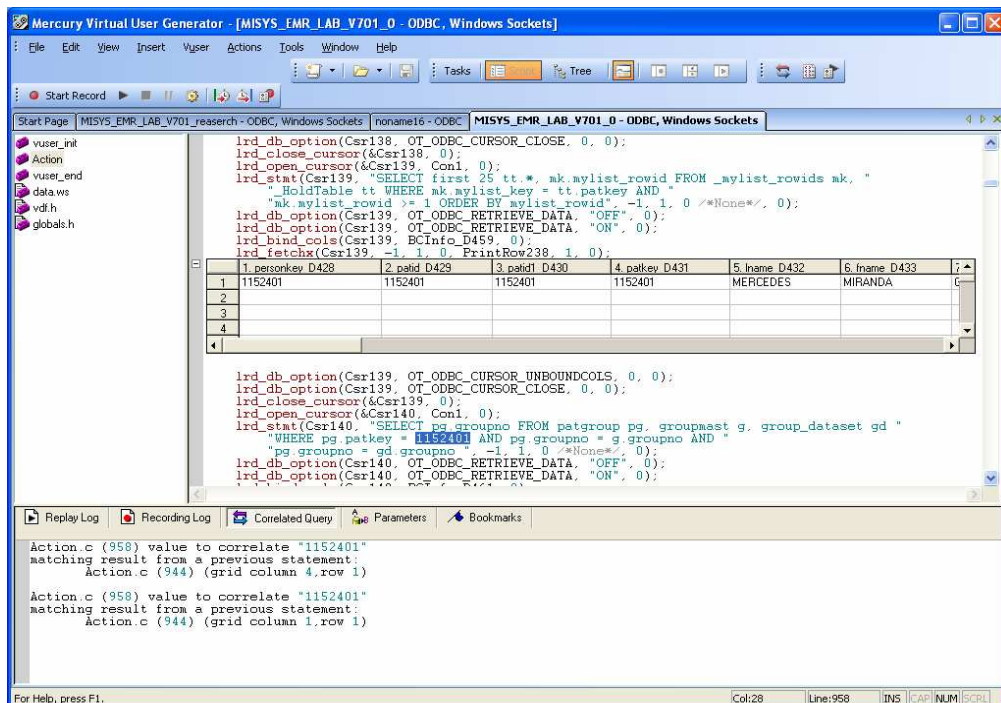 Mercury Virtual User Generator - [MISYS_EMR_LAB_V701_0 - ODBC, Windows Sockets]
File Edit View Insert Vuser Actions Tools Window Help
Tasks Script Tree
Start Record
Start Page MISYS_EMR_LAB_V701_reaserch - ODBC, Windows Sockets noname16 - ODBC MISYS_EMR_LAB_V701_0 - ODBC, Windows Sockets
vuser_init
Action
vuser_end
data.ws
vdf.h
globals.h
lrd_db_option(Csr138, OT_ODBC_CURSOR_CLOSE, 0, 0);
lrd_close_cursor(&Csr138, 0);
lrd_open_cursor(&Csr139, Con1, 0);
lrd_stmt(Csr139, "SELECT first 25 tt.*, mk.mylist_rowid FROM _mylist_rowids mk, "
"_HoldTable tt WHERE mk.mylist_key = tt.patkey AND "
"mk.mylist_rowid >= 1 ORDER BY mylist_rowid", -1, 1, 0 /*None*/, 0);
lrd_db_option(Csr139, OT_ODBC_RETRIEVE_DATA, "OFF", 0);
lrd_db_option(Csr139, OT_ODBC_RETRIEVE_DATA, "ON", 0);
lrd_bind_cols(Csr139, BCInfo_D459, 0);
lrd_fetchx(Csr139, -1, 1, 0, PrintRow238, 1, 0);
1. personkey_D428 2. patid_D429 3. patid1_D430 4. patkey_D431 5. lname_D432 6. fname_D433 7
1 1152401 1152401 1152401 1152401 MERCEDES MIRANDA
2
3
4
lrd_db_option(Csr139, OT_ODBC_CURSOR_UNBOUNDCOLS, 0, 0);
lrd_db_option(Csr139, OT_ODBC_CURSOR_CLOSE, 0, 0);
lrd_close_cursor(&Csr139, 0);
lrd_open_cursor(&Csr140, Con1, 0);
lrd_stmt(Csr140, "SELECT pg.groupno FROM patgroup pg, groupmast g, group_dataset gd "
"WHERE pg.patkey = 1152401 AND pg.groupno = g.groupno AND "
"pg.groupno = gd.groupno ", -1, 1, 0 /*None*/, 0);
lrd_db_option(Csr140, OT_ODBC_RETRIEVE_DATA, "OFF", 0);
lrd_db_option(Csr140, OT_ODBC_RETRIEVE_DATA, "ON", 0);
Replay Log Recording Log Correlated Query Parameters Bookmarks
Action.c (958) value to correlate "1152401"
matching result from a previous statement:
Action.c (944) (grid column 4,row 1)
Action.c (958) value to correlate "1152401"
matching result from a previous statement:
Action.c (944) (grid column 1,row 1)
For Help, press F1. Col:28 Line:958 INS CAP NUM SCRL